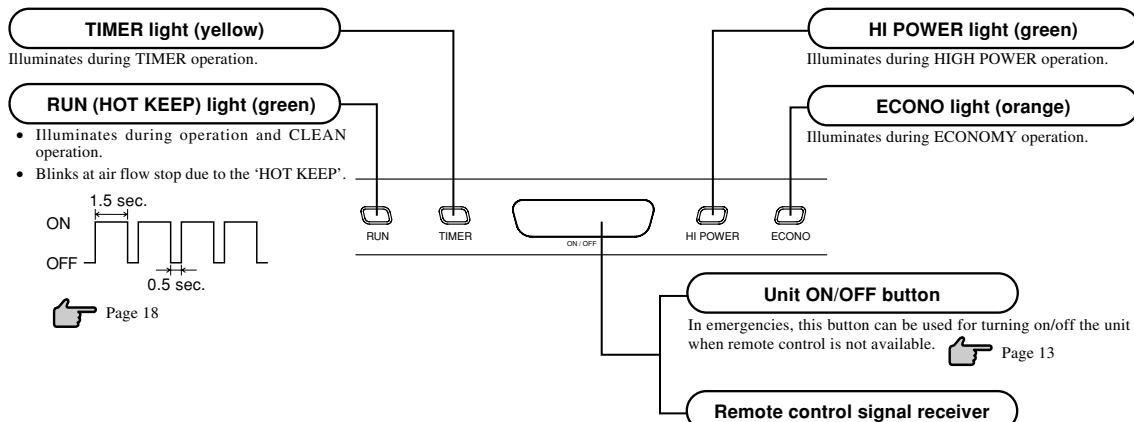 TIMER light (yellow)
Illuminates during TIMER operation.
RUN (HOT KEEP) light (green)
• Illuminates during operation and CLEAN
operation.
• Blinks at air flow stop due to the ‘HOT KEEP’.
1.5 sec.
ON
OFF
0.5 sec.
Page 18
HI POWER light (green)
Illuminates during HIGH POWER operation.
ECONO light (orange)
Illuminates during ECONOMY operation.
RUN
TIMER
ON / OFF
HI POWER
ECONO
Unit ON/OFF button
In emergencies, this button can be used for turning on/off the unit
when remote control is not available.
Page 13
Remote control signal receiver